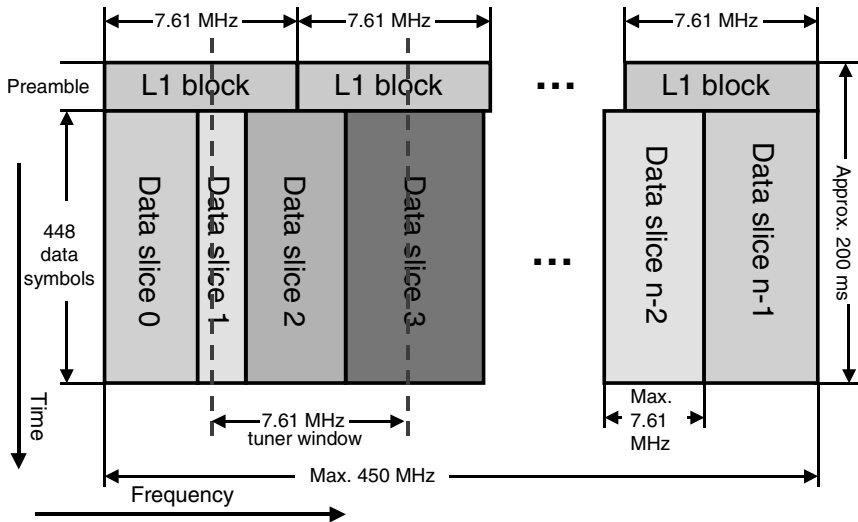 7.61 MHz
7.61 MHz
7.61 MHz
Preamble
L1 block
L1 block
...
L1 block
448
data
symbols
Data slice 0
Data slice 1
Data slice 2
Data slice 3
...
Data slice n-2
Data slice n-1
Approx. 200 ms
Time
7.61 MHz
tuner window
Max.
7.61
MHz
Max. 450 MHz
Frequency